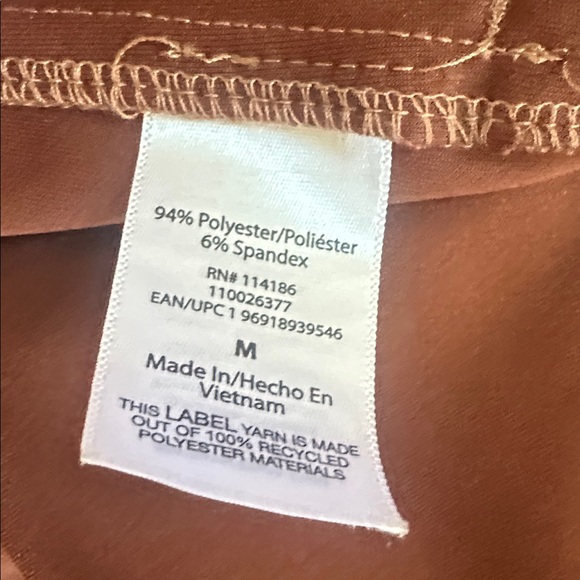 94% Polyester/Poliéster
6% Spandex
RN# 114186
110026377
EAN/UPC 1 96918939546
M
Made In/Hecho En
Vietnam
THIS LABEL YARN IS MADE
OUT OF 100% RECYCLED
POLYESTER MATERIALS